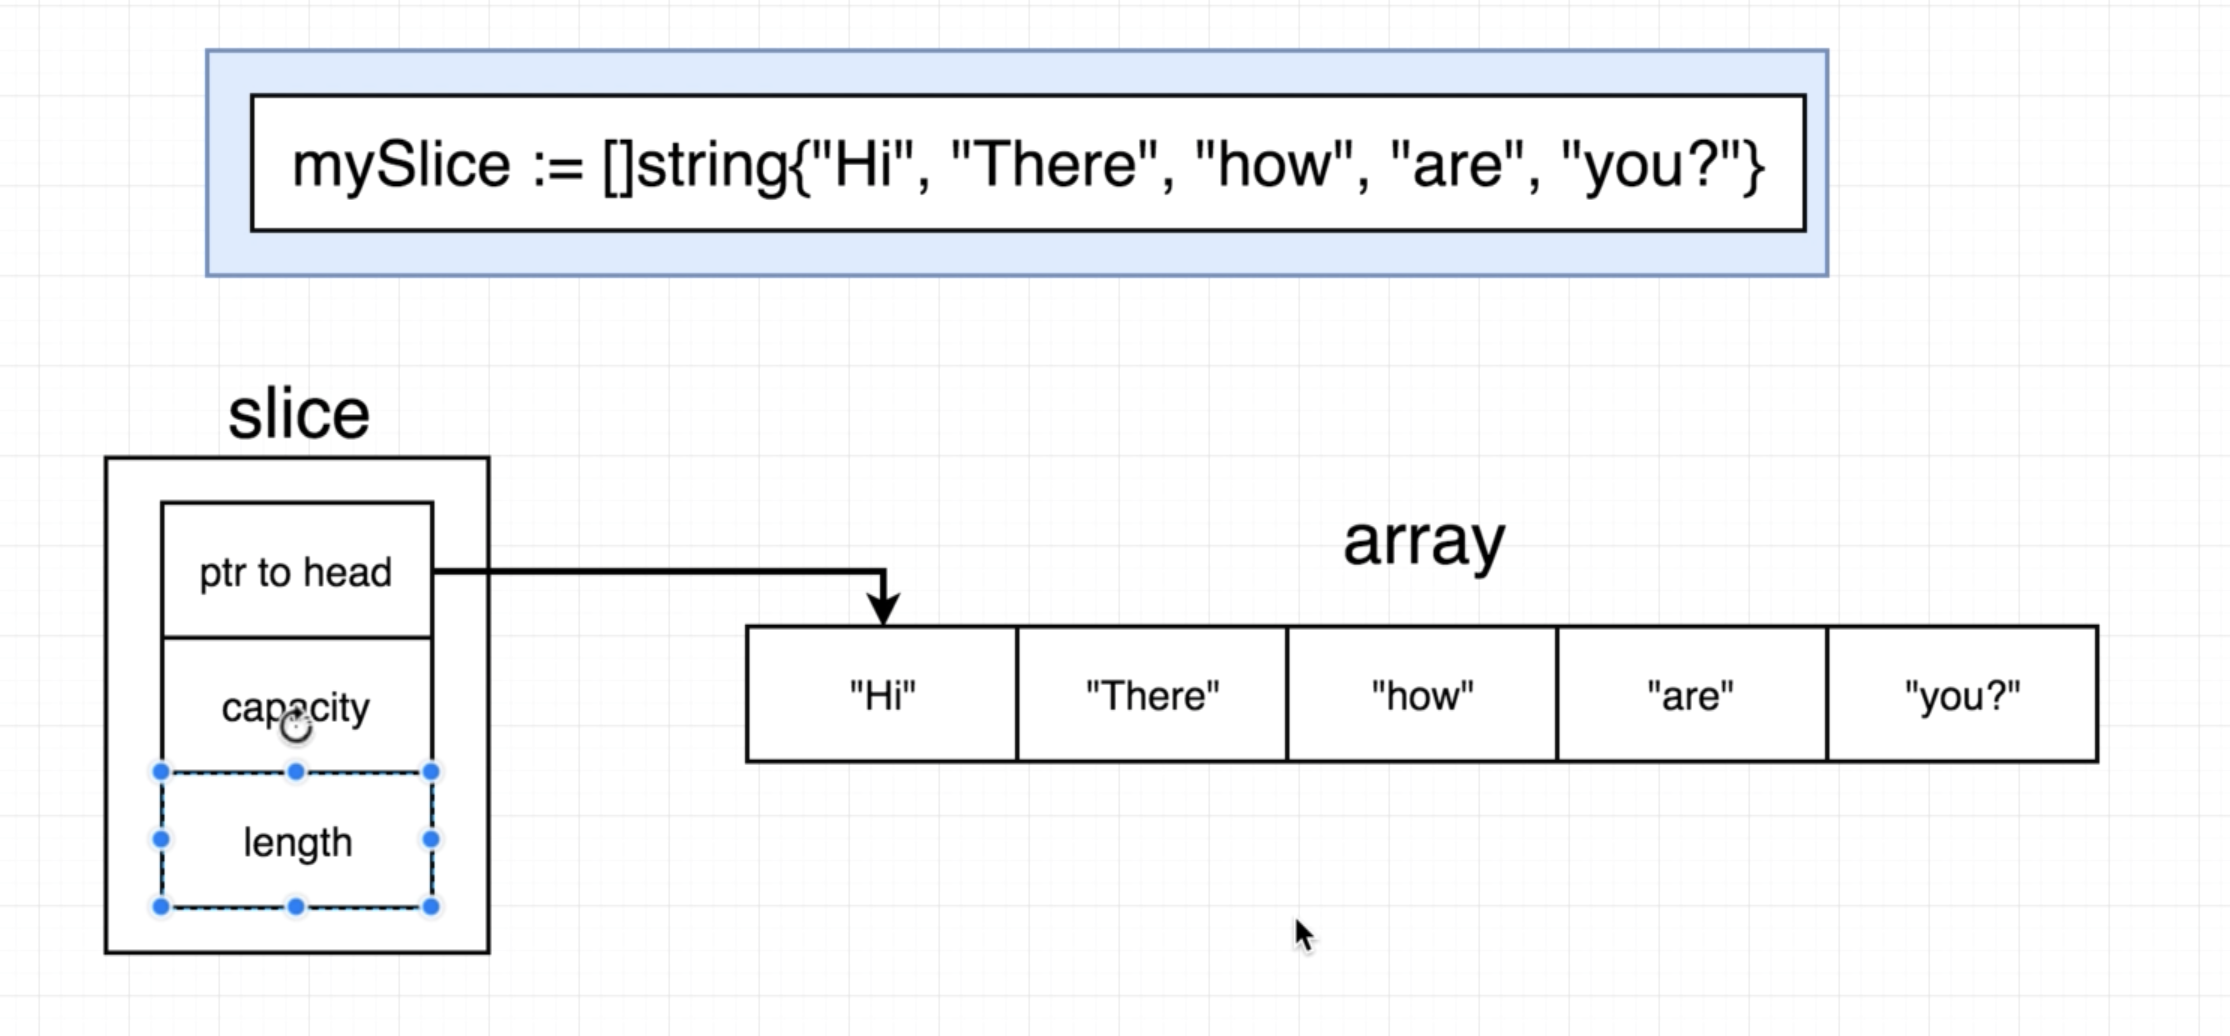 mySlice := []string{"Hi", "There", "how", "are", "you?"}
slice
ptr to head
capacity
length
array
"Hi" "There" "how" "are" "you?"